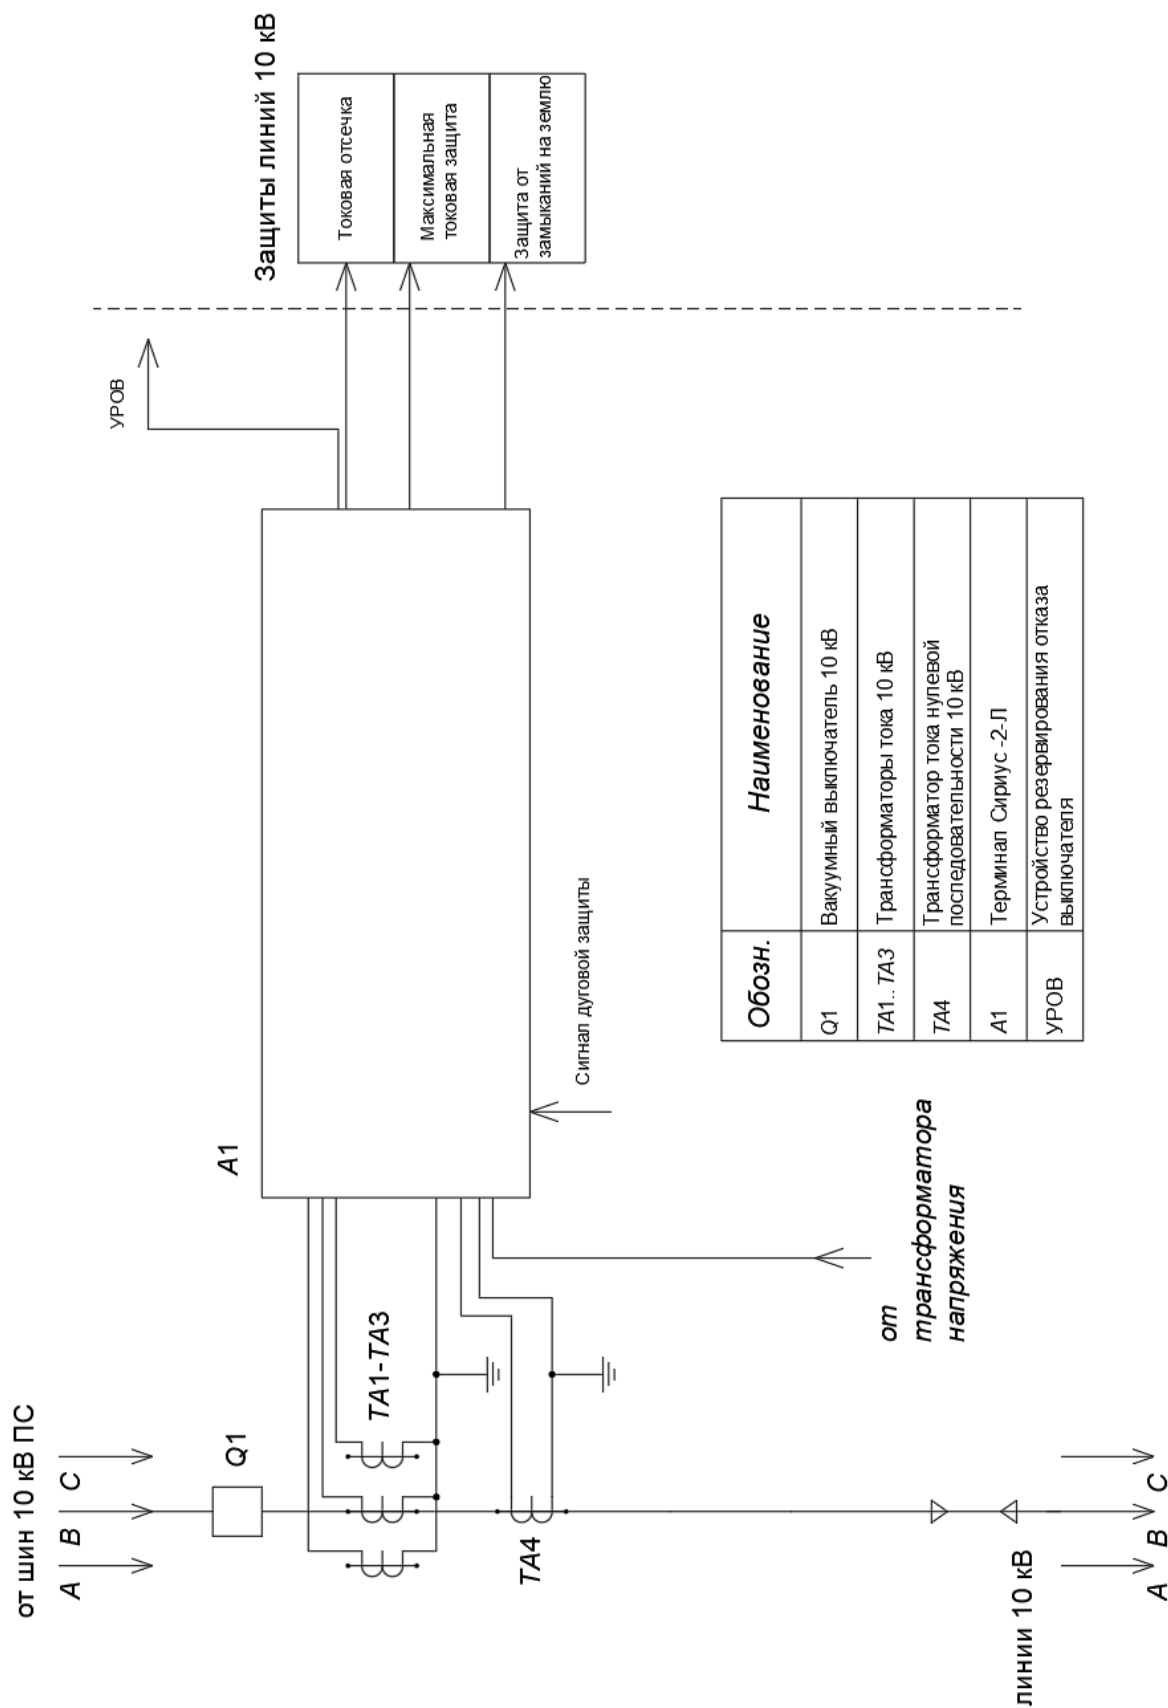 от шин 10 кВ ПС
A
B
C
Q1
TA1-TA3
TA4
A1
УРОВ
Защиты линий 10 кВ
Токовая отсечка
Максимальная
токовая защита
Защита от
замыканий на землю
Сигнал дуговой защиты
от
трансформатора
напряжения
линии 10 кВ
A
B
C
Обозн.
Наименование
Q1
Вакуумный выключатель 10 кВ
TA1.. TA3
Трансформаторы тока 10 кВ
TA4
Трансформатор тока нулевой
последовательности 10 кВ
A1
Терминал Сириус -2-Л
УРОВ
Устройство резервирования отказа
выключателя